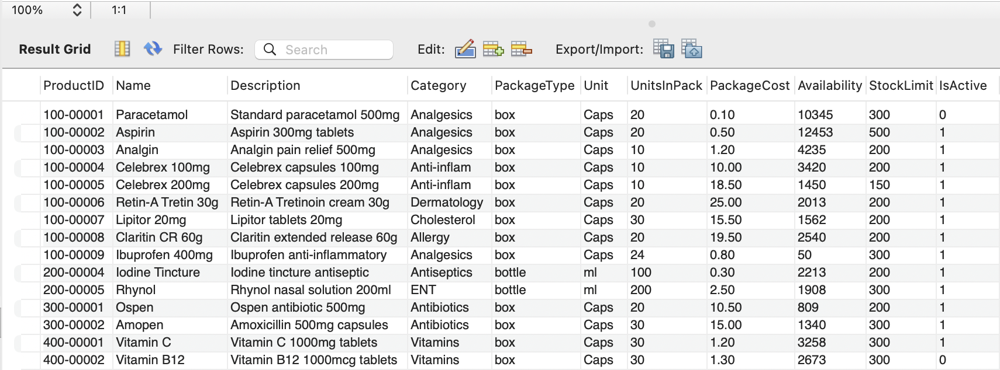 100% 1:1
Result Grid Filter Rows: Search Edit: Export/Import:
ProductID Name Description Category PackageType Unit UnitsInPack PackageCost Availability StockLimit IsActive
100-00001 Paracetamol Standard paracetamol 500mg Analgesics box Caps 20 0.10 10345 300 0
100-00002 Aspirin Aspirin 300mg tablets Analgesics box Caps 20 0.50 12453 500 1
100-00003 Analgin Analgin pain relief 500mg Analgesics box Caps 10 1.20 4235 200 1
100-00004 Celebrex 100mg Celebrex capsules 100mg Anti-inflam box Caps 10 10.00 3420 200 1
100-00005 Celebrex 200mg Celebrex capsules 200mg Anti-inflam box Caps 10 18.50 1450 150 1
100-00006 Retin-A Tretin 30g Retin-A Tretinoin cream 30g Dermatology box Caps 20 25.00 2013 200 1
100-00007 Lipitor 20mg Lipitor tablets 20mg Cholesterol box Caps 30 15.50 1562 200 1
100-00008 Claritin CR 60g Claritin extended release 60g Allergy box Caps 20 19.50 2540 200 1
100-00009 Ibuprofen 400mg Ibuprofen anti-inflammatory Analgesics box Caps 24 0.80 50 300 1
200-00004 Iodine Tincture Iodine tincture antiseptic Antiseptics bottle ml 100 0.30 2213 200 1
200-00005 Rhynol Rhynol nasal solution 200ml ENT bottle ml 200 2.50 1908 300 1
300-00001 Ospen Ospen antibiotic 500mg Antibiotics box Caps 20 10.50 809 200 1
300-00002 Amopen Amoxicillin 500mg capsules Antibiotics box Caps 30 15.00 1340 300 1
400-00001 Vitamin C Vitamin C 1000mg tablets Vitamins box Caps 30 1.20 3258 300 1
400-00002 Vitamin B12 Vitamin B12 1000mcg tablets Vitamins box Caps 30 1.30 2673 300 0